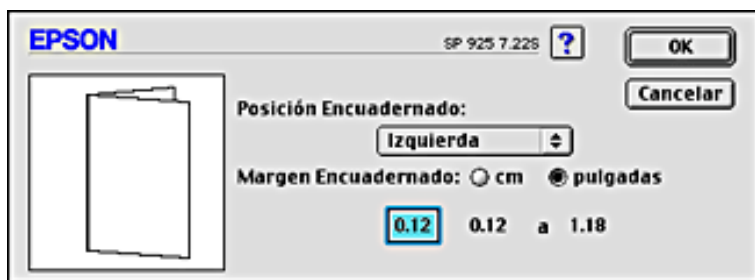 EPSON SP 925 7.22S ? OK
Cancelar
Posición Encuadernado:
Izquierda
Margen Encuadernado: cm pulgadas
0.12 0.12 a 1.18